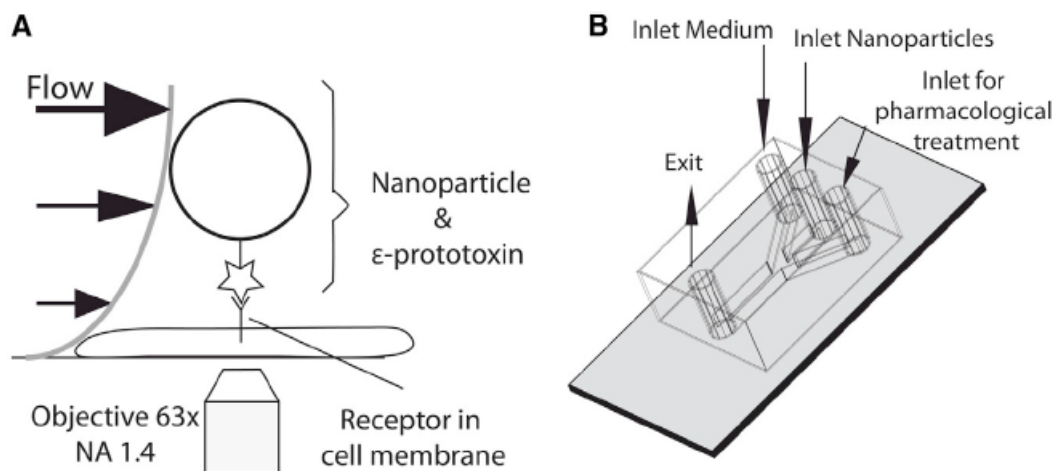 A
Flow
Nanoparticle
&
ε-prototoxin
Objective 63x
NA 1.4
Receptor in
cell membrane
B
Inlet Medium
Inlet Nanoparticles
Inlet for
pharmacological
treatment
Exit